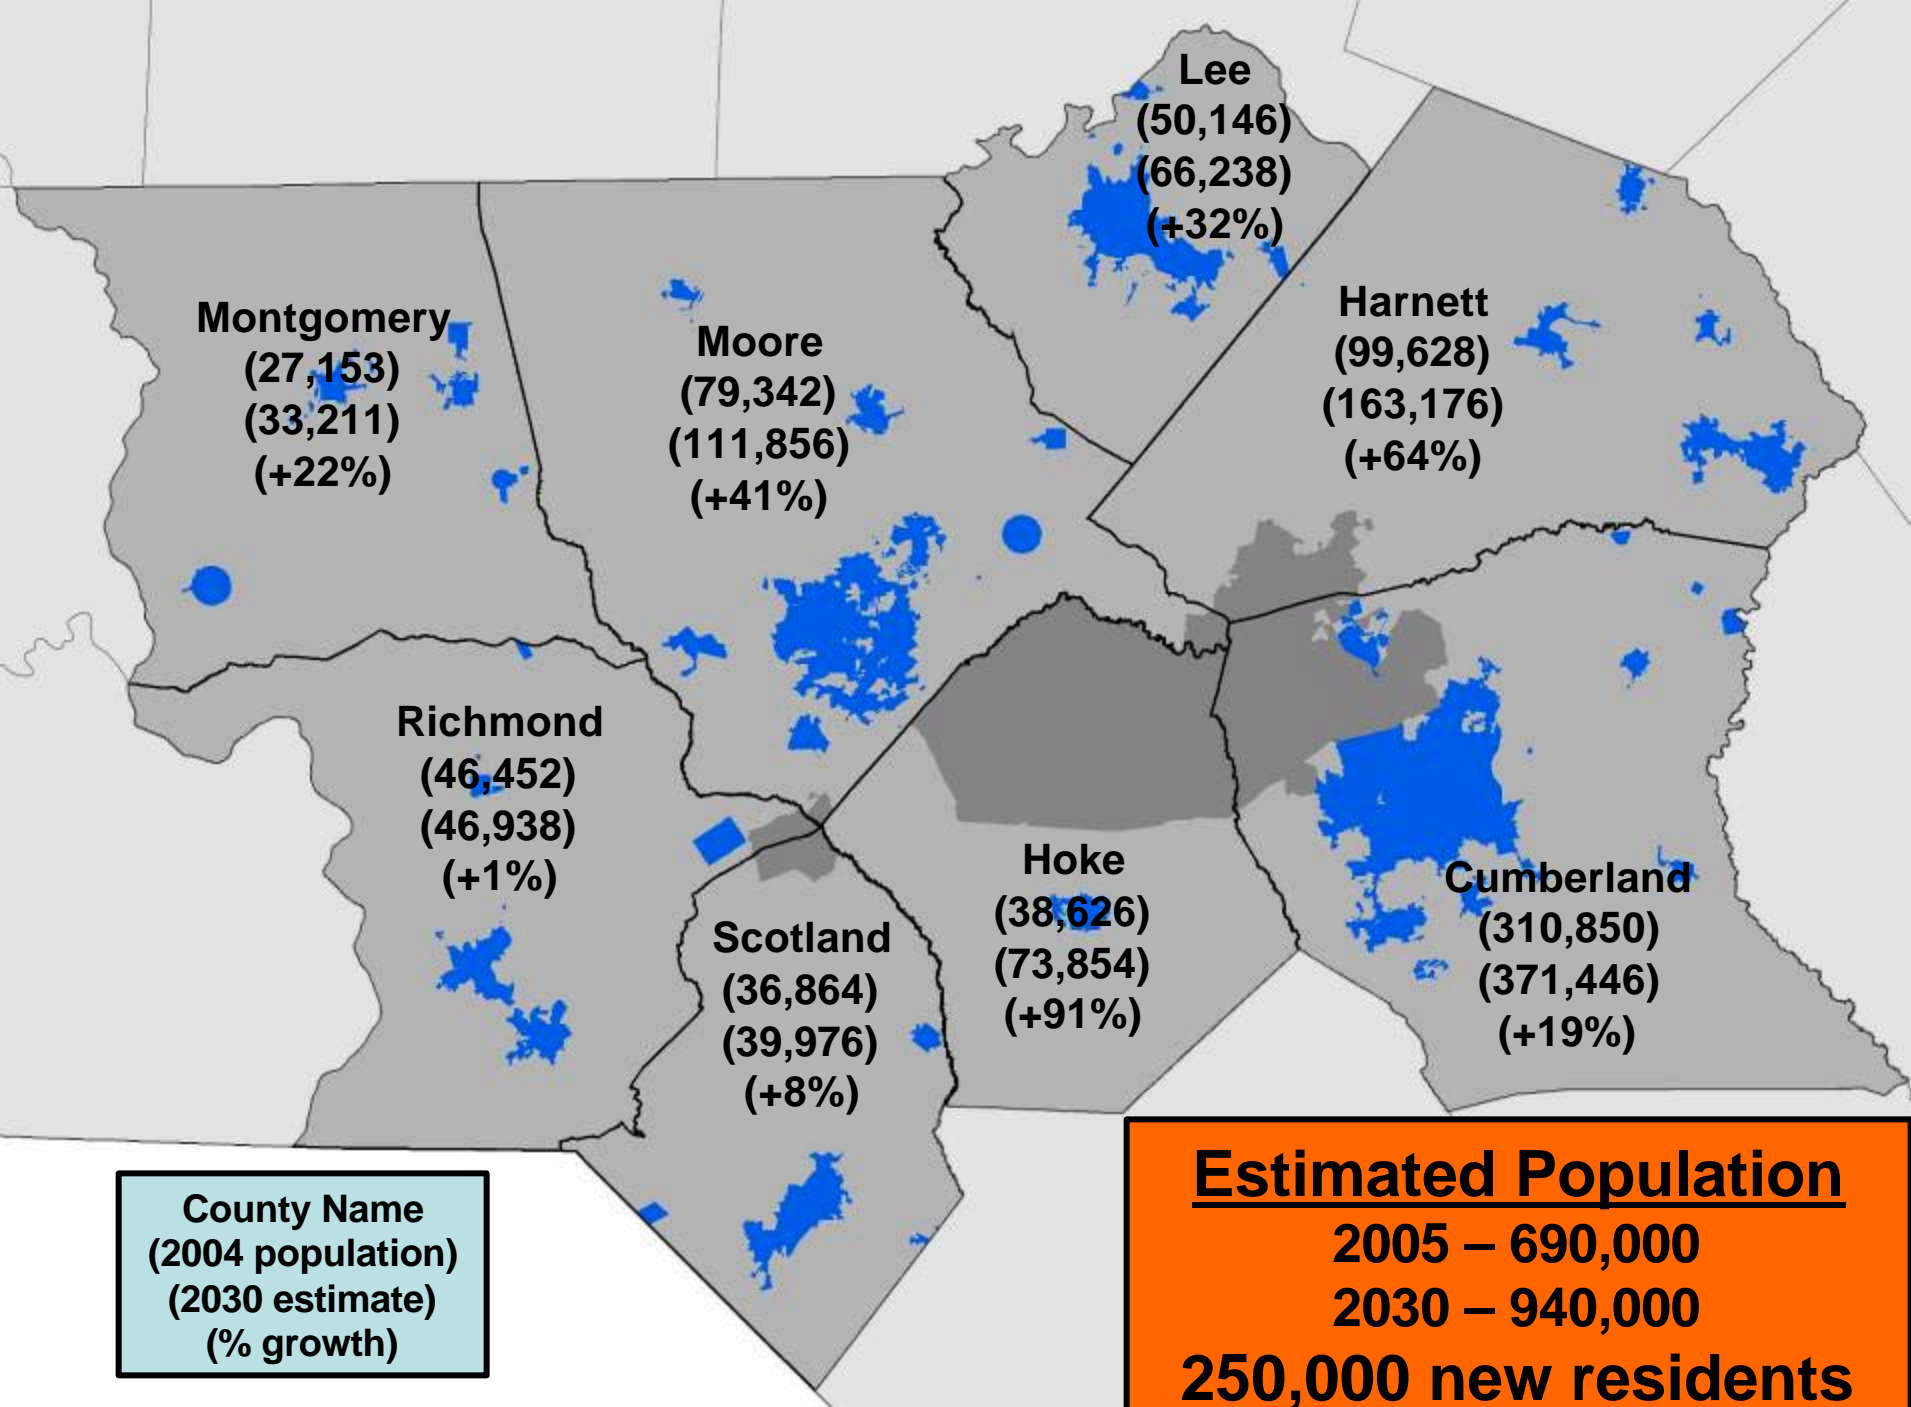 Lee
(50,146)
(66,238)
(+32%)
Harnett
(99,628)
(163,176)
(+64%)
Montgomery
(27,153)
(33,211)
(+22%)
Moore
(79,342)
(111,856)
(+41%)
Richmond
(46,452)
(46,938)
(+1%)
Hoke
(38,626)
(73,854)
(+91%)
Cumberland
(310,850)
(371,446)
(+19%)
Scotland
(36,864)
(39,976)
(+8%)
County Name
(2004 population)
(2030 estimate)
(% growth)
Estimated Population
2005 – 690,000
2030 – 940,000
250,000 new residents